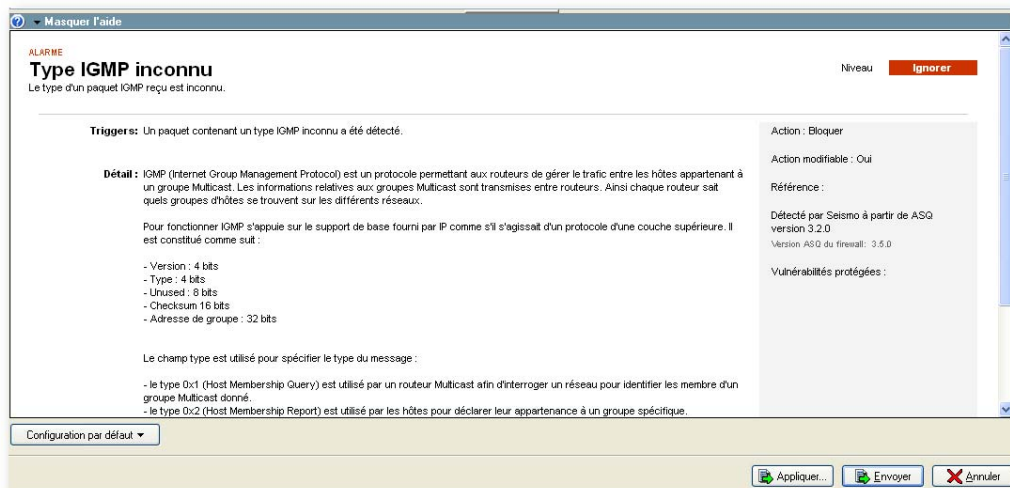 Masquer l'aide
ALARME
Type IGMP inconnu
Niveau Ignorer
Le type d'un paquet IGMP reçu est inconnu.
Triggers: Un paquet contenant un type IGMP inconnu a été détecté.
Détail : IGMP (Internet Group Management Protocol) est un protocole permettant aux routeurs de gérer le trafic entre les hôtes appartenant à
un groupe Multicast. Les informations relatives aux groupes Multicast sont transmises entre routeurs. Ainsi chaque routeur sait
quels groupes d'hôtes se trouvent sur les différents réseaux.
Pour fonctionner IGMP s'appuie sur le support de base fourni par IP comme s'il s'agissait d'un protocole d'une couche supérieure. Il
est constitué comme suit :
- Version : 4 bits
- Type : 4 bits
- Unused : 8 bits
- Checksum 16 bits
- Adresse de groupe : 32 bits
Le champ type est utilisé pour spécifier le type du message :
- le type 0x1 (Host Membership Query) est utilisé par un routeur Multicast afin d'interroger un réseau pour identifier les membre d'un
groupe Multicast donné.
- le type 0x2 (Host Membership Report) est utilisé par les hôtes pour déclarer leur appartenance à un groupe spécifique.
Action : Bloquer
Action modifiable : Oui
Référence :
Détecté par Seismo à partir de ASQ
version 3.2.0
Version ASQ du firewall: 3.5.0
Vulnérabilités protégées :
Configuration par défaut
Appliquer... Envoyer Annuler